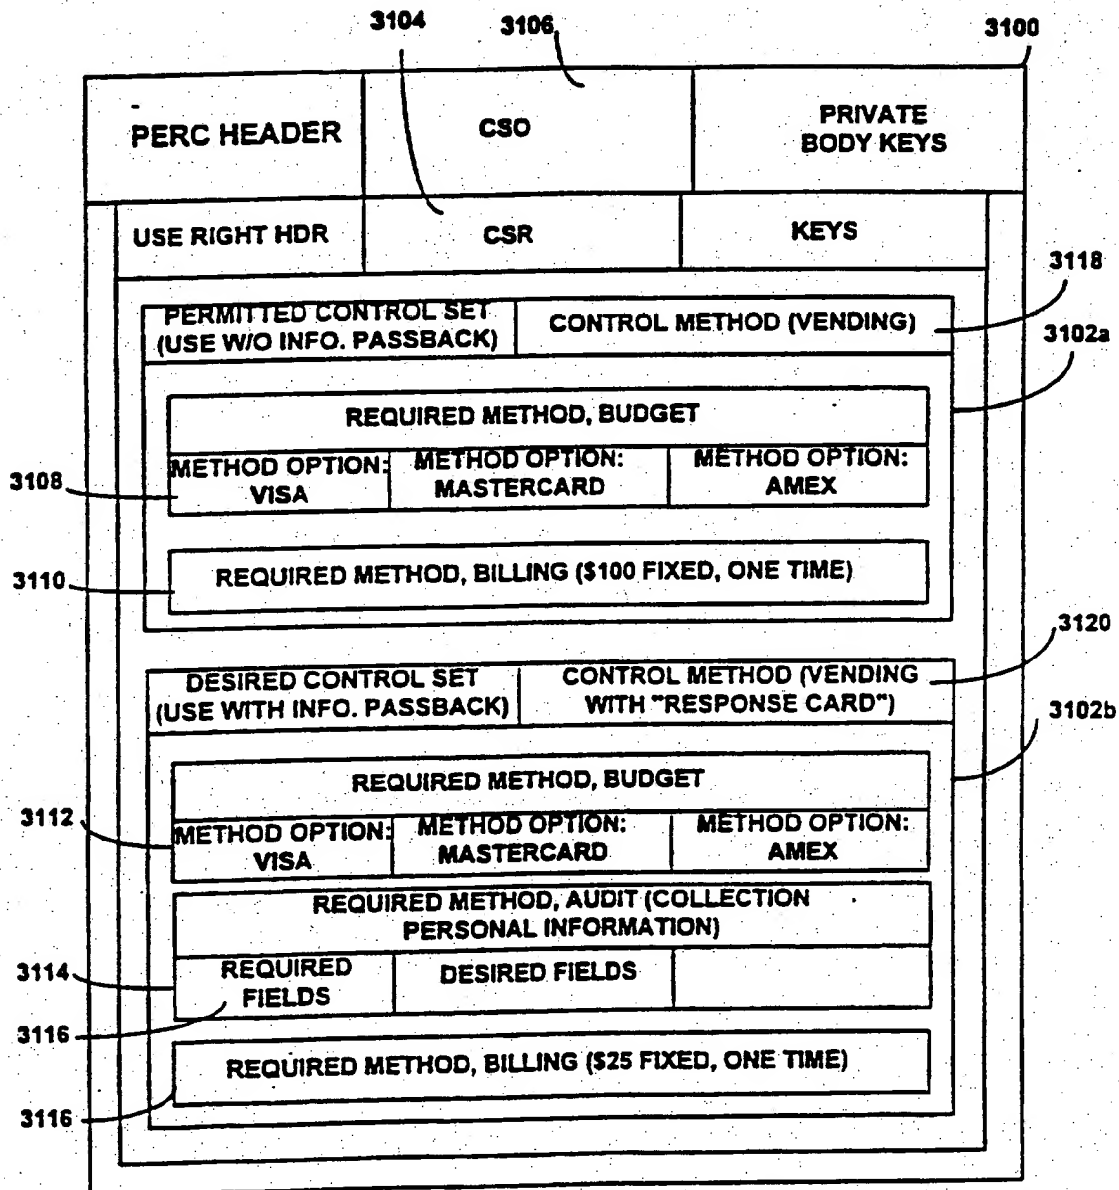 3104
3106
3100
PERC HEADER
CSO
PRIVATE
BODY KEYS
USE RIGHT HDR
CSR
KEYS
3118
PERMITTED CONTROL SET
(USE W/O INFO. PASSBACK)
CONTROL METHOD (VENDING)
3102a
REQUIRED METHOD, BUDGET
METHOD OPTION:
VISA
METHOD OPTION:
MASTERCARD
METHOD OPTION:
AMEX
3108
3110
REQUIRED METHOD, BILLING ($100 FIXED, ONE TIME)
3120
DESIRED CONTROL SET
(USE WITH INFO. PASSBACK)
CONTROL METHOD (VENDING
WITH "RESPONSE CARD")
3102b
REQUIRED METHOD, BUDGET
3112
METHOD OPTION:
VISA
METHOD OPTION:
MASTERCARD
METHOD OPTION:
AMEX
REQUIRED METHOD, AUDIT (COLLECTION
PERSONAL INFORMATION)
3114
REQUIRED
FIELDS
DESIRED FIELDS
3116
REQUIRED METHOD, BILLING ($25 FIXED, ONE TIME)
3116